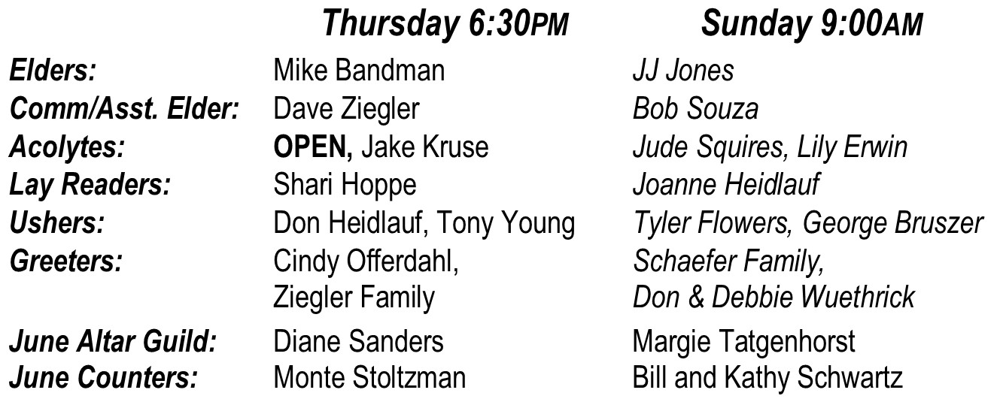 Thursday 6:30PM Sunday 9:00AM
Elders: Mike Bandman JJ Jones
Comm/Asst. Elder: Dave Ziegler Bob Souza
Acolytes: OPEN, Jake Kruse Jude Squires, Lily Erwin
Lay Readers: Shari Hoppe Joanne Heidlauf
Ushers: Don Heidlauf, Tony Young Tyler Flowers, George Bruszer
Greeters: Cindy Offerdahl, Schaefer Family,
Ziegler Family Don & Debbie Wuethrick
June Altar Guild: Diane Sanders Margie Tatgenhorst
June Counters: Monte Stoltzman Bill and Kathy Schwartz